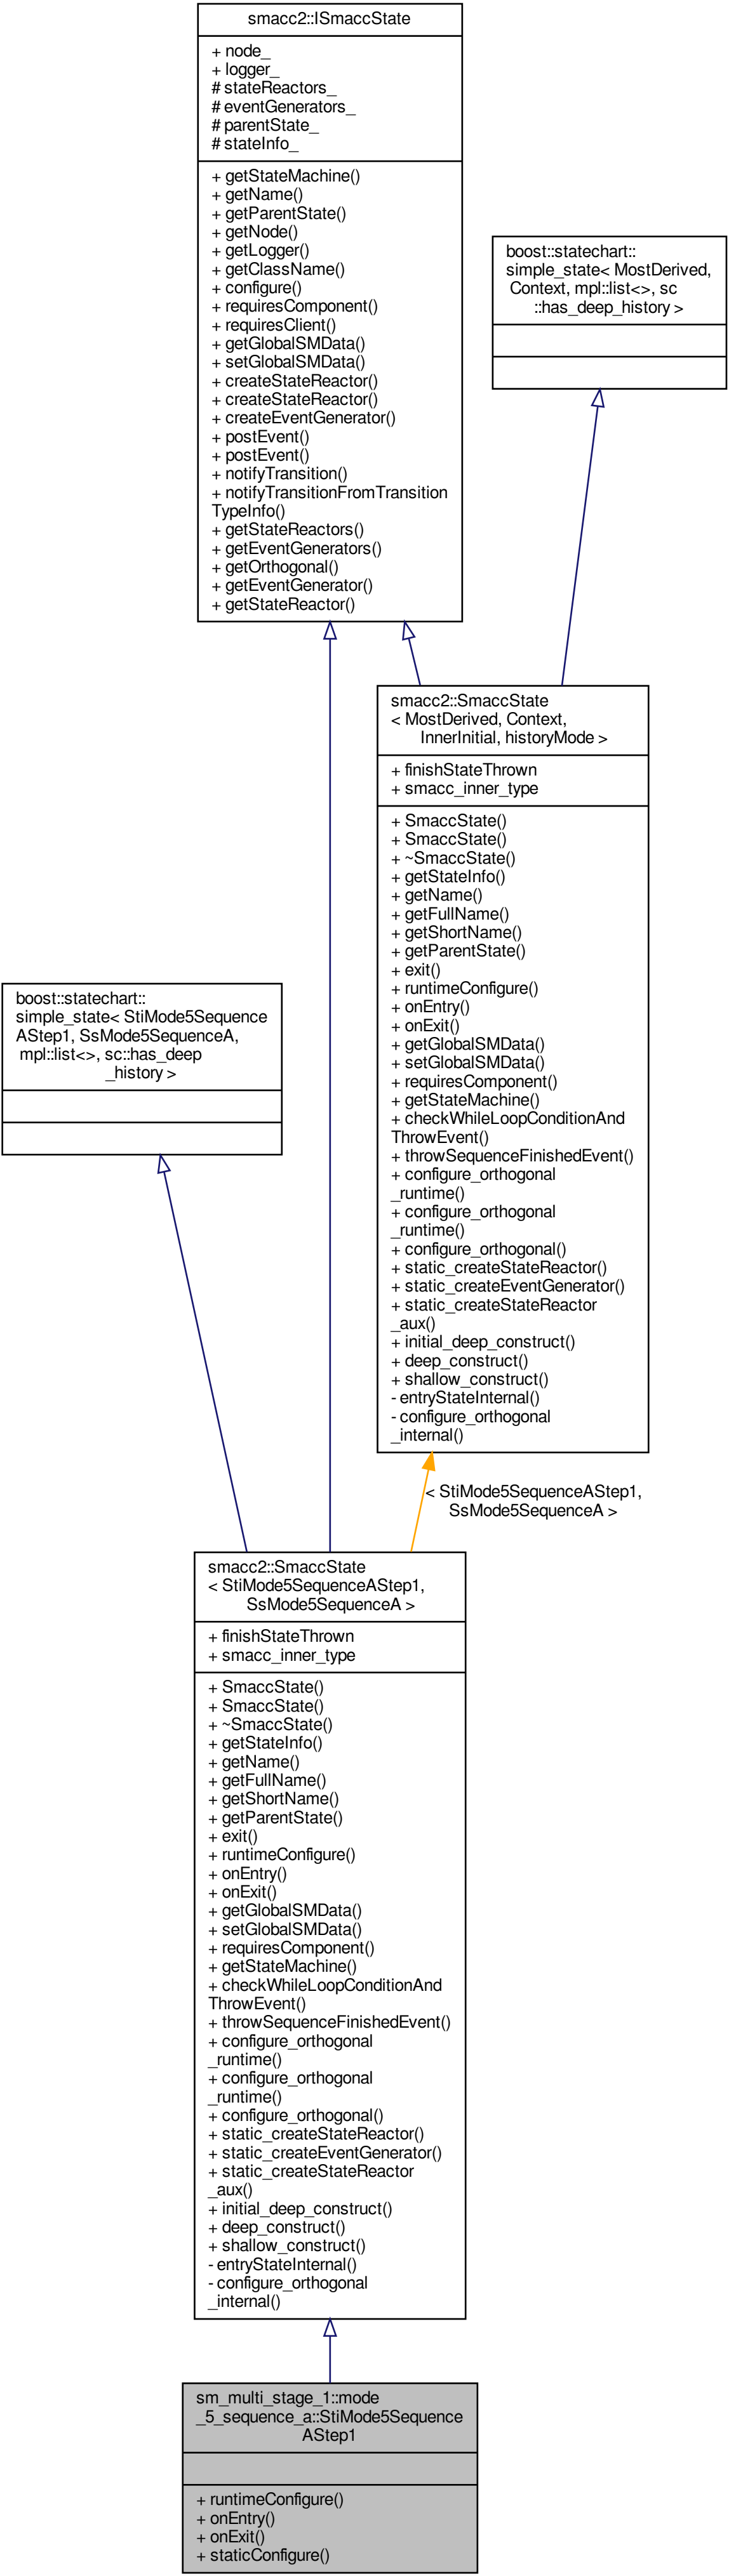 smacc2::ISmaccState
+ node_
+ logger_
# stateReactors_
# eventGenerators_
# parentState_
# stateInfo_
+ getStateMachine()
+ getName()
+ getParentState()
+ getNode()
+ getLogger()
+ getClassName()
+ configure()
+ requiresComponent()
+ requiresClient()
+ getGlobalSMData()
+ setGlobalSMData()
+ createStateReactor()
+ createStateReactor()
+ createEventGenerator()
+ postEvent()
+ postEvent()
+ notifyTransition()
+ notifyTransitionFromTransition
TypeInfo()
+ getStateReactors()
+ getEventGenerators()
+ getOrthogonal()
+ getEventGenerator()
+ getStateReactor()
boost::statechart::
simple_state< MostDerived,
Context, mpl::list<>, sc
::has_deep_history >
smacc2::SmaccState
< MostDerived, Context,
InnerInitial, historyMode >
+ finishStateThrown
+ smacc_inner_type
+ SmaccState()
+ SmaccState()
+ ~SmaccState()
+ getStateInfo()
+ getName()
+ getFullName()
+ getShortName()
+ getParentState()
+ exit()
+ runtimeConfigure()
+ onEntry()
+ onExit()
+ getGlobalSMData()
+ setGlobalSMData()
+ requiresComponent()
+ getStateMachine()
+ checkWhileLoopConditionAnd
ThrowEvent()
+ throwSequenceFinishedEvent()
+ configure_orthogonal
_runtime()
+ configure_orthogonal
_runtime()
+ configure_orthogonal()
+ static_createStateReactor()
+ static_createEventGenerator()
+ static_createStateReactor
_aux()
+ initial_deep_construct()
+ deep_construct()
+ shallow_construct()
- entryStateInternal()
- configure_orthogonal
_internal()
boost::statechart::
simple_state< StiMode5Sequence
AStep1, SsMode5SequenceA,
mpl::list<>, sc::has_deep
_history >
< StiMode5SequenceAStep1,
SsMode5SequenceA >
smacc2::SmaccState
< StiMode5SequenceAStep1,
SsMode5SequenceA >
+ finishStateThrown
+ smacc_inner_type
+ SmaccState()
+ SmaccState()
+ ~SmaccState()
+ getStateInfo()
+ getName()
+ getFullName()
+ getShortName()
+ getParentState()
+ exit()
+ runtimeConfigure()
+ onEntry()
+ onExit()
+ getGlobalSMData()
+ setGlobalSMData()
+ requiresComponent()
+ getStateMachine()
+ checkWhileLoopConditionAnd
ThrowEvent()
+ throwSequenceFinishedEvent()
+ configure_orthogonal
_runtime()
+ configure_orthogonal
_runtime()
+ configure_orthogonal()
+ static_createStateReactor()
+ static_createEventGenerator()
+ static_createStateReactor
_aux()
+ initial_deep_construct()
+ deep_construct()
+ shallow_construct()
- entryStateInternal()
- configure_orthogonal
_internal()
sm_multi_stage_1::mode
_5_sequence_a::StiMode5Sequence
AStep1
+ runtimeConfigure()
+ onEntry()
+ onExit()
+ staticConfigure()